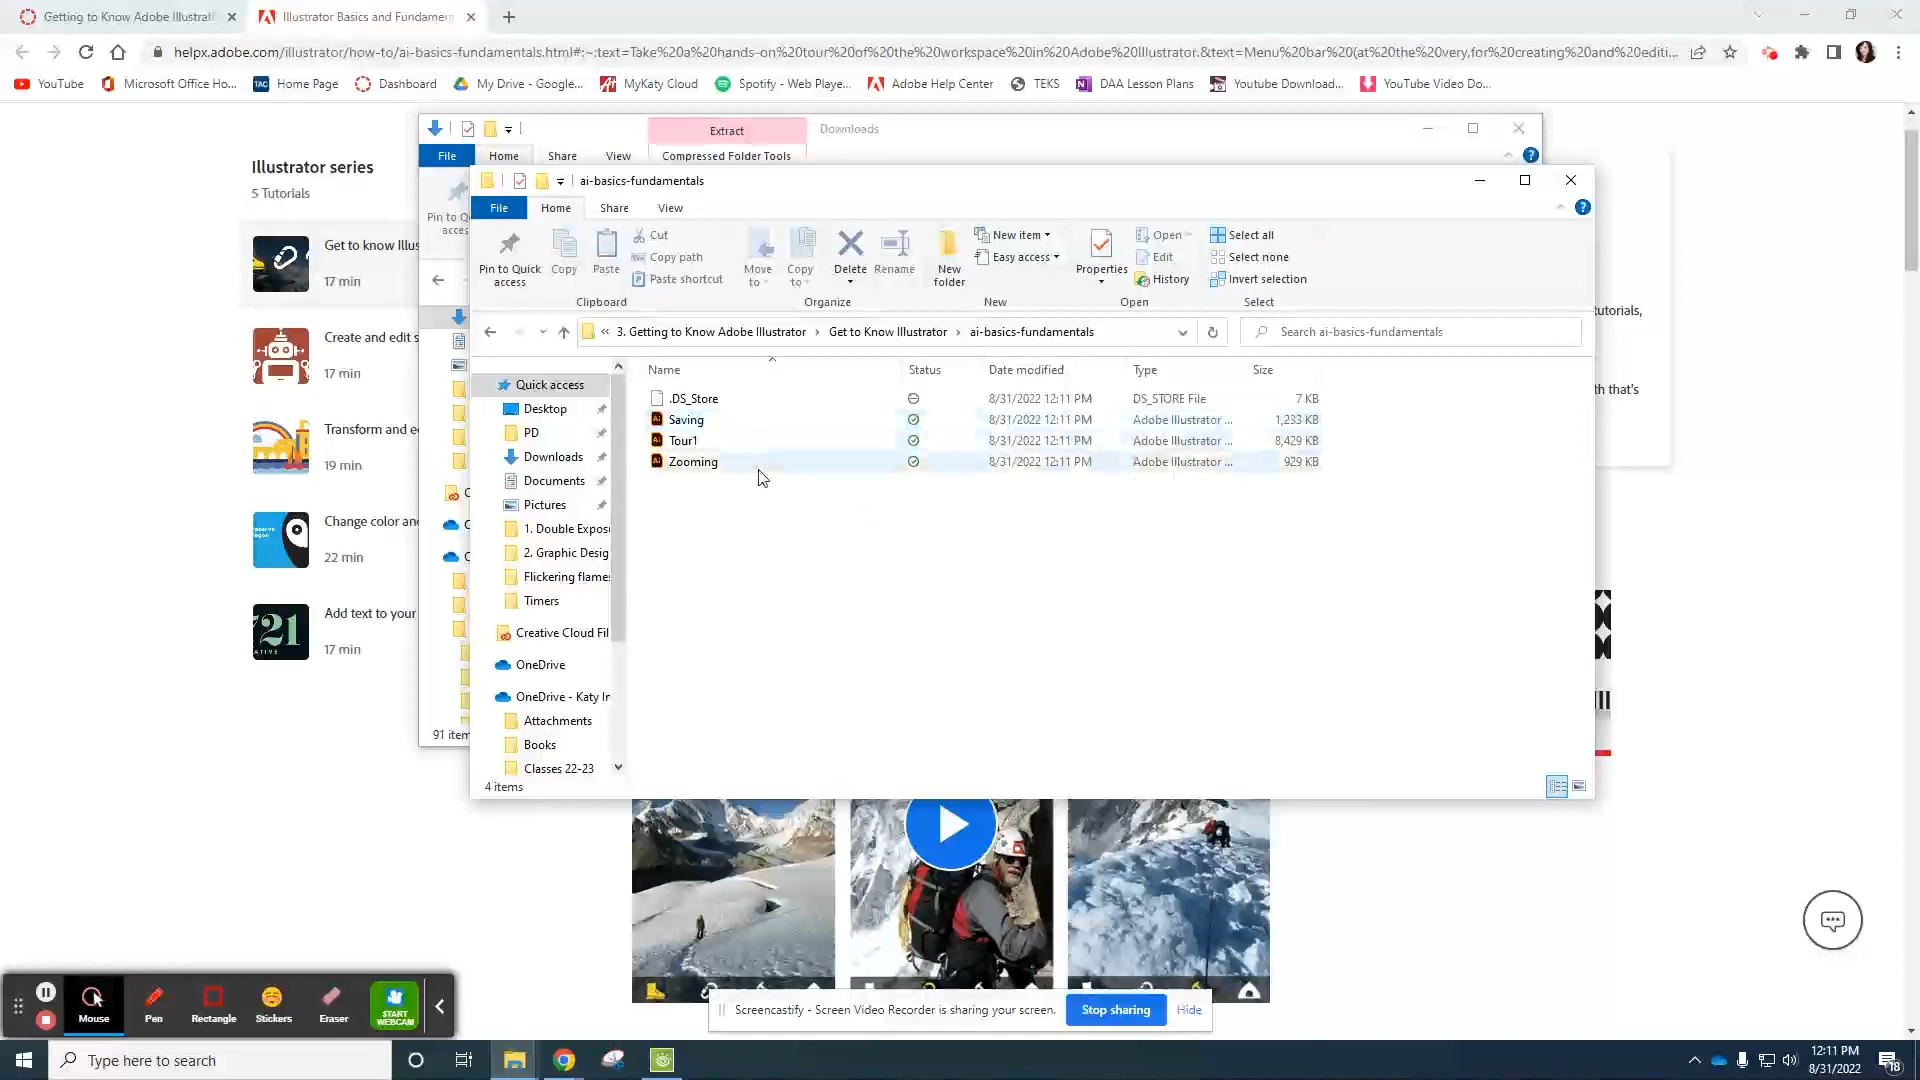 Getting to Know Adobe Illustrat
Illustrator Basics and Fundamen
helpx.adobe.com/illustrator/how-to/ai-basics-fundamentals.html#:~:text=Take%20a%20hands-on%20tour%20of%20the%20workspace%20in%20Adobe%20Illustrator.&text=Menu%20bar%20(at%20the%20very,for%20creating%20and%20editi...
YouTube
Microsoft Office Ho...
TAC
Home Page
Dashboard
My Drive - Google...
MyKaty Cloud
Spotify - Web Playe...
Adobe Help Center
TEKS
DAA Lesson Plans
Youtube Download...
YouTube Video Do...
Extract
Downloads
File
Home
Share
View
Compressed Folder Tools
Illustrator series
5 Tutorials
Get to know Illus
17 min
Create and edit s
17 min
Transform and e
19 min
Change color an
22 min
Add text to your
17 min
721
Pin to Q
acces
91 item
ai-basics-fundamentals
File
Home
Share
View
Pin to Quick access
Copy
Paste
Cut
Copy path
Paste shortcut
Clipboard
Move to
Copy to
Delete
Rename
Organize
New folder
New item
Easy access
New
Properties
Open
Edit
History
Open
Select all
Select none
Invert selection
Select
« 3. Getting to Know Adobe Illustrator › Get to Know Illustrator › ai-basics-fundamentals
Search ai-basics-fundamentals
Name Status Date modified Type Size
.DS_Store 8/31/2022 12:11 PM DS_STORE File 7 KB
Saving 8/31/2022 12:11 PM Adobe Illustrator ... 1,233 KB
Tour1 8/31/2022 12:11 PM Adobe Illustrator ... 8,429 KB
Zooming 8/31/2022 12:11 PM Adobe Illustrator ... 929 KB
Quick access
Desktop
PD
Downloads
Documents
Pictures
1. Double Expos
2. Graphic Desig
Flickering flames
Timers
Creative Cloud Fil
OneDrive
OneDrive - Katy In
Attachments
Books
Classes 22-23
4 items
utorials,
th that's
Mouse
Pen
Rectangle
Stickers
Eraser
START WEBCAM
Screencastify - Screen Video Recorder is sharing your screen.
Stop sharing
Hide
Type here to search
12:11 PM
8/31/2022
18